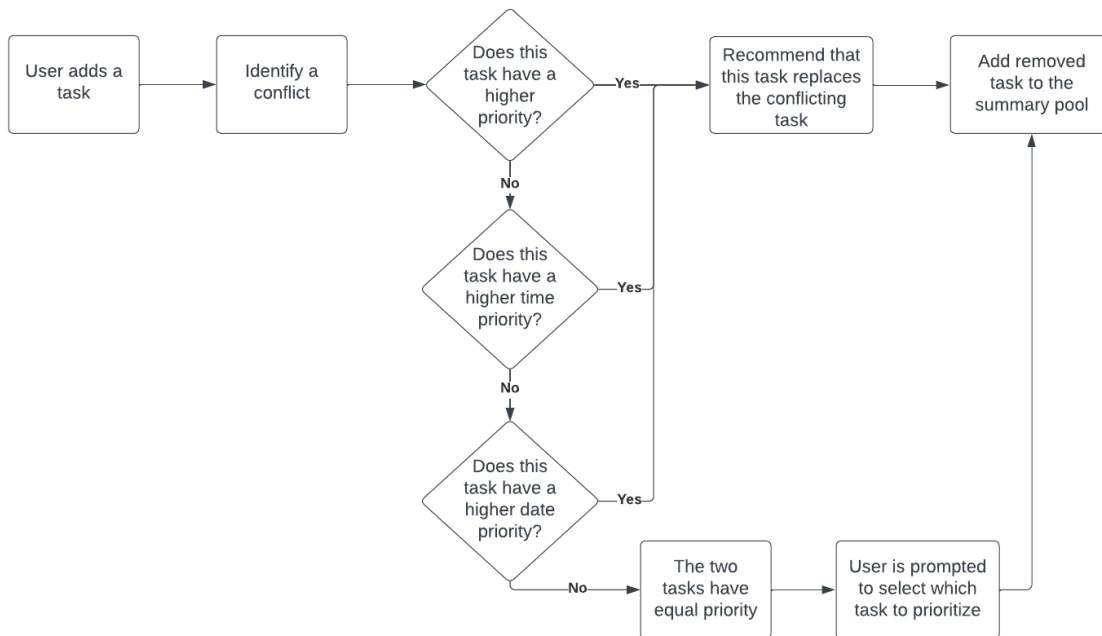 User adds a
task
Identify a
conflict
Does this
task have a
higher
priority?
Yes
Recommend that
this task replaces
the conflicting
task
Add removed
task to the
summary pool
No
Does this
task have a
higher time
priority?
Yes
No
Does this
task have a
higher date
priority?
Yes
No
The two
tasks have
equal priority
User is prompted
to select which
task to prioritize